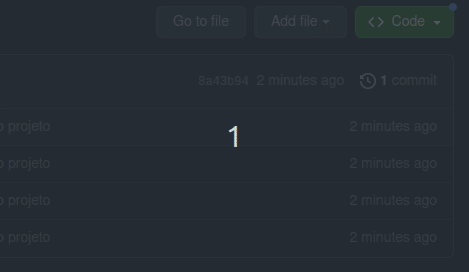 Go to file Add file Code
8a43b94 2 minutes ago 1 commit
o projeto 2 minutes ago
1
o projeto 2 minutes ago
o projeto 2 minutes ago
o projeto 2 minutes ago